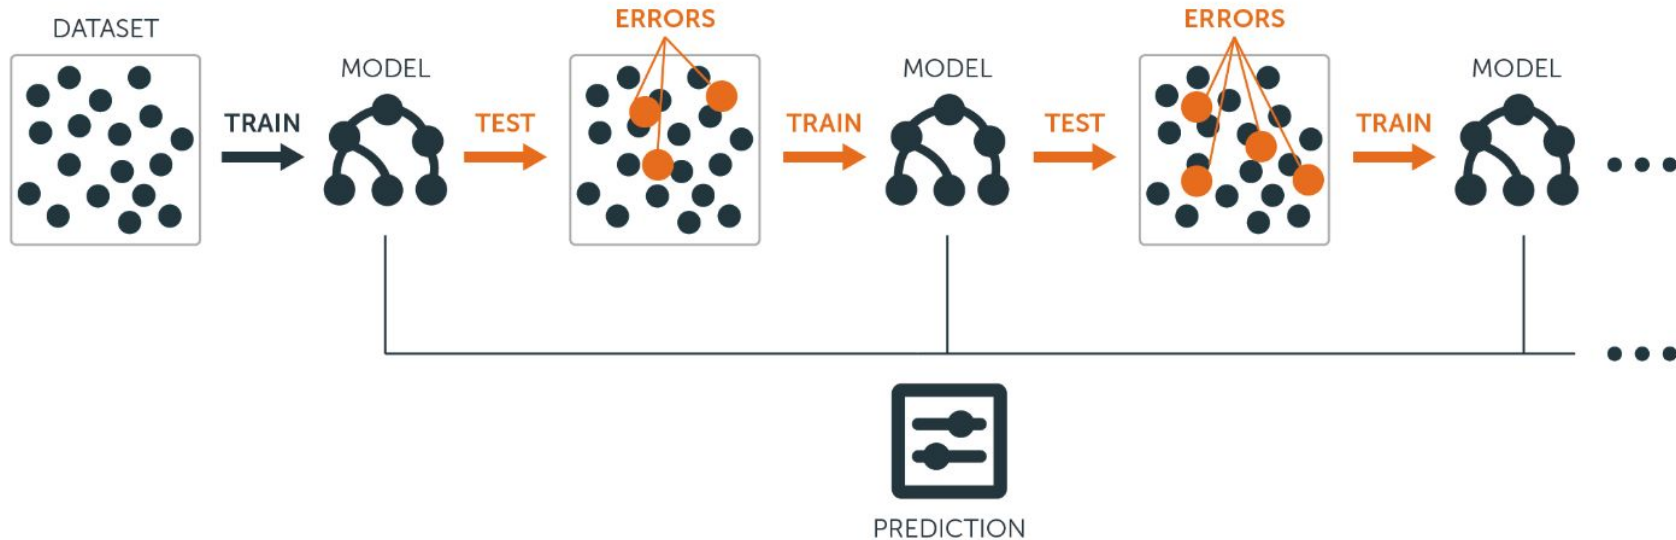 DATASET
TRAIN
MODEL
TEST
ERRORS
TRAIN
MODEL
TEST
ERRORS
TRAIN
MODEL
PREDICTION